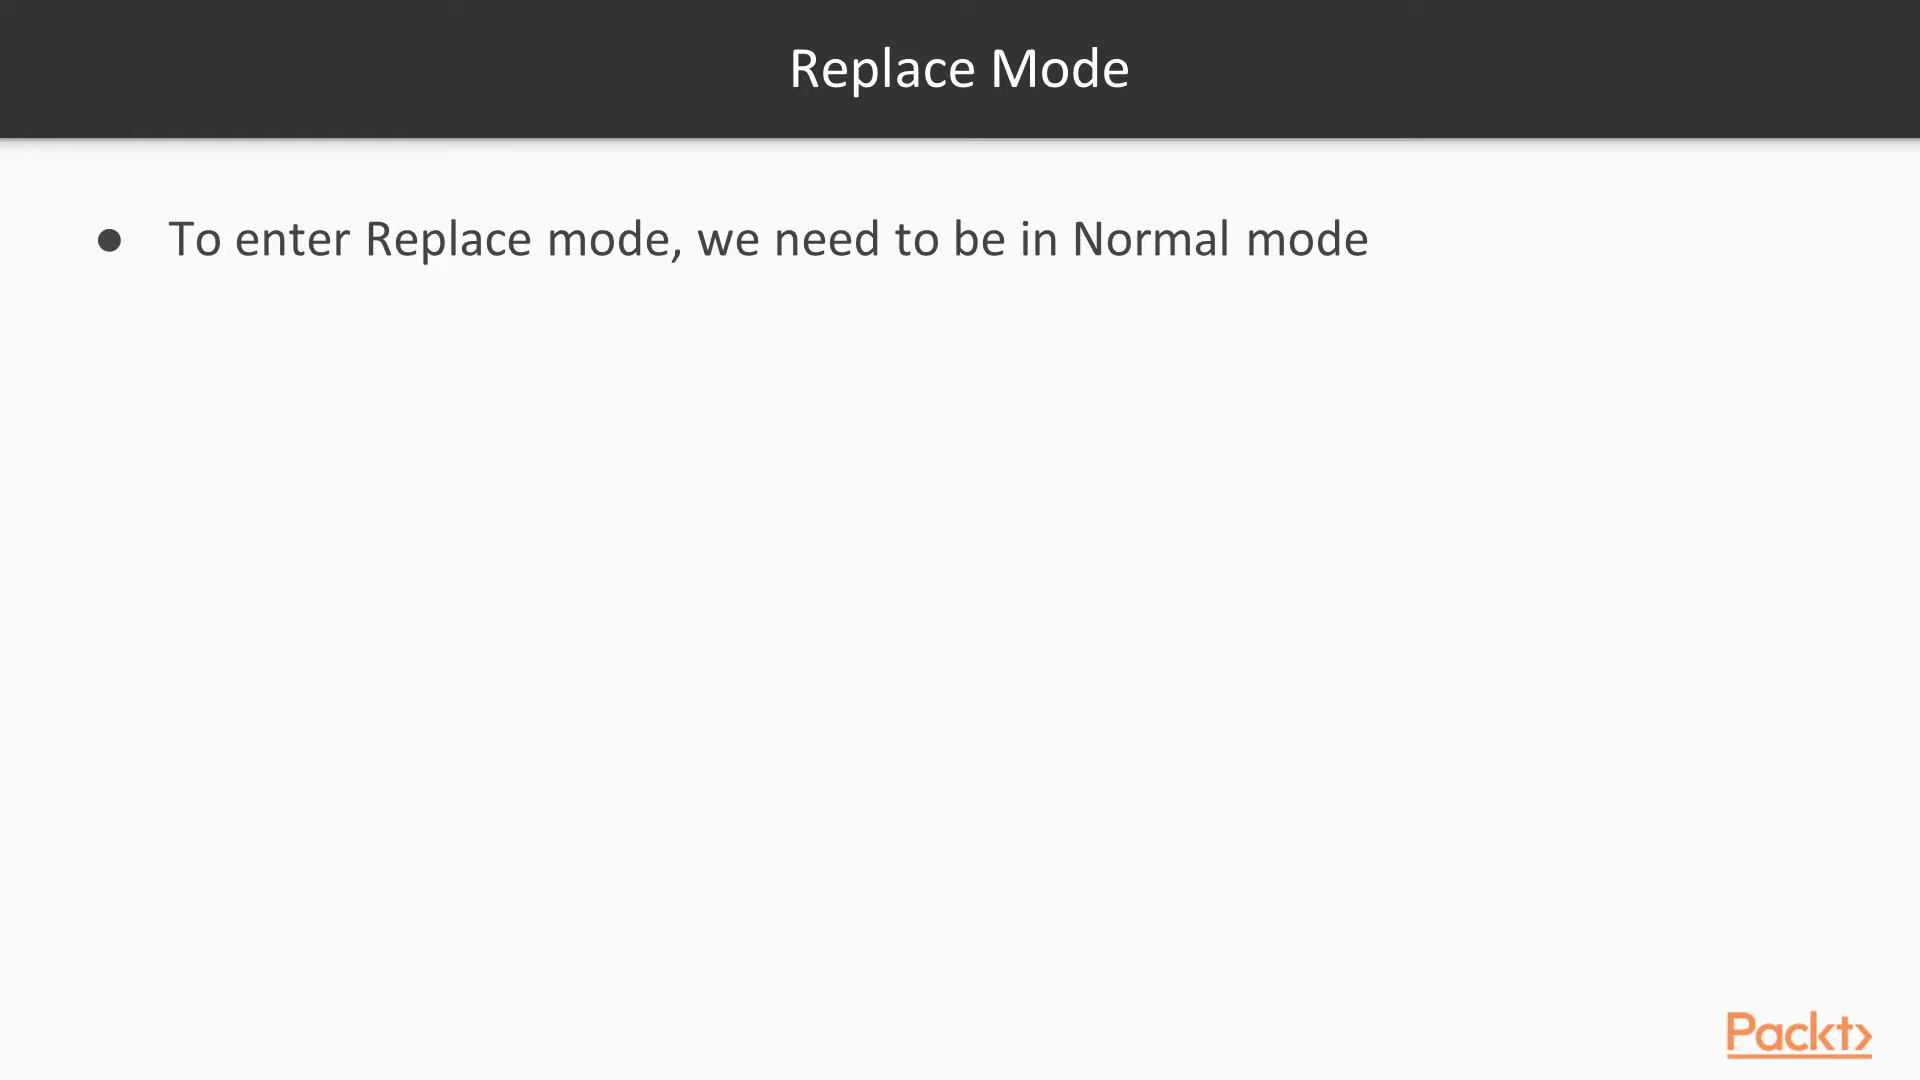 Replace Mode
● To enter Replace mode, we need to be in Normal mode
Packt>